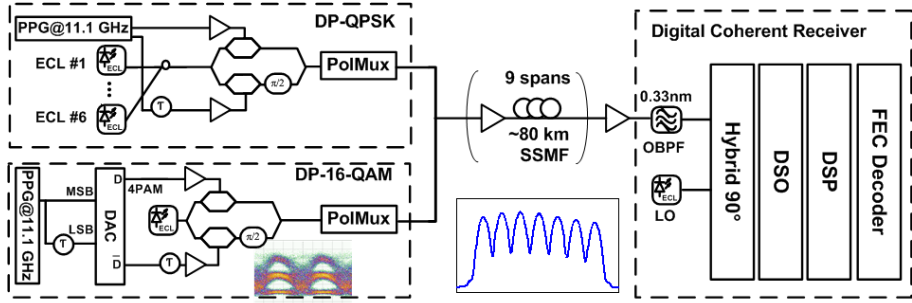 DP-QPSK
PPG@11.1 GHz
ECL #1
ECL
ECL #6
ECL
τ
π/2
PolMux
DP-16-QAM
PPG@11.1 GHz
MSB
LSB
τ
DAC
D
D̅
4PAM
ECL
τ
π/2
PolMux
9 spans
~80 km
SSMF
Digital Coherent Receiver
0.33nm
OBPF
ECL
LO
Hybrid 90°
DSO
DSP
FEC Decoder